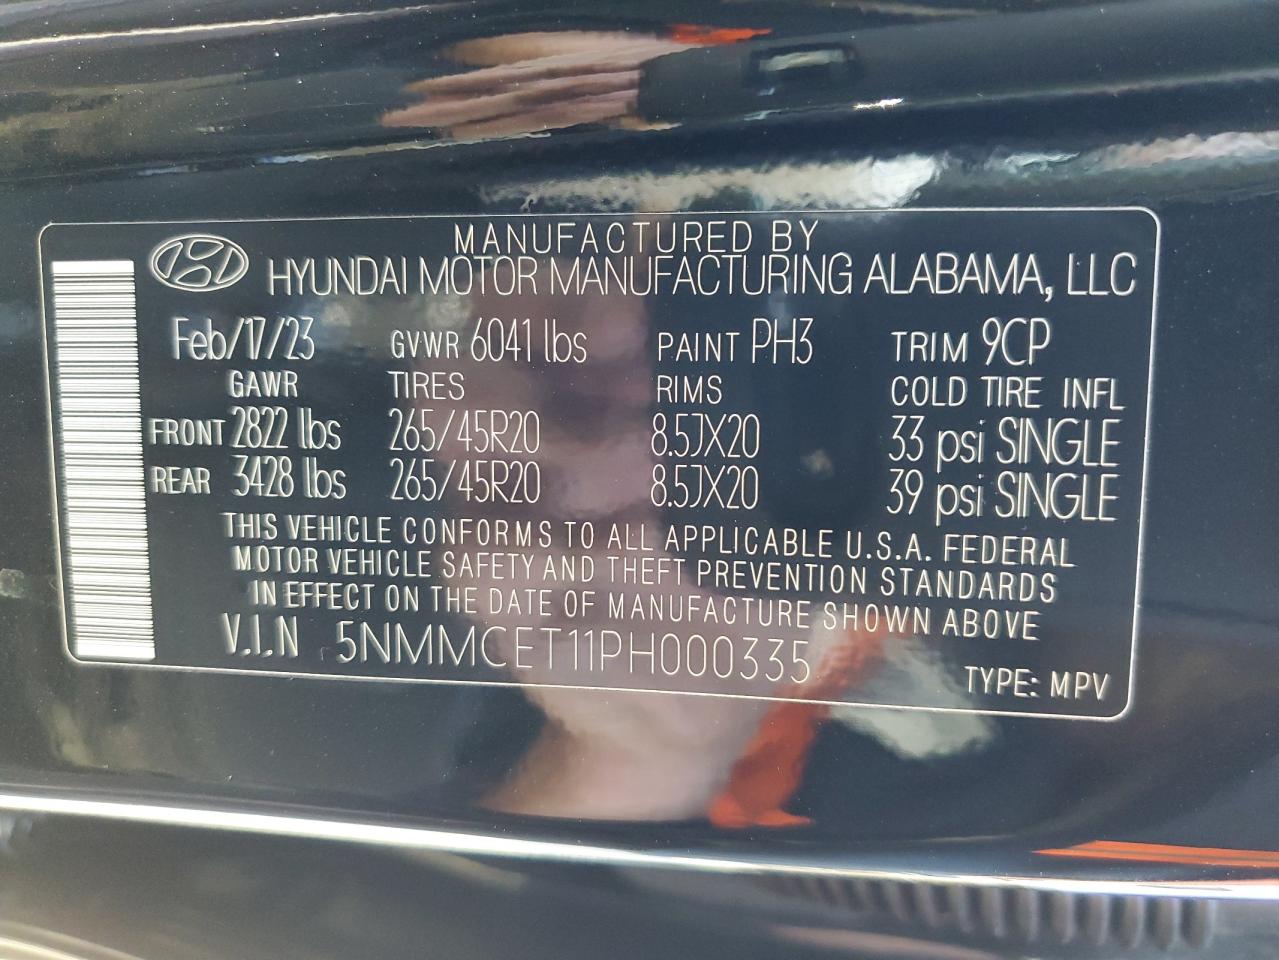 MANUFACTURED BY
HYUNDAI MOTOR MANUFACTURING ALABAMA, LLC
Feb/17/23 GVWR 6041 lbs PAINT PH3 TRIM 9CP
GAWR TIRES RIMS COLD TIRE INFL
FRONT 2822 lbs 265/45R20 8.5JX20 33 psi SINGLE
REAR 3428 lbs 265/45R20 8.5JX20 39 psi SINGLE
THIS VEHICLE CONFORMS TO ALL APPLICABLE U.S.A. FEDERAL
MOTOR VEHICLE SAFETY AND THEFT PREVENTION STANDARDS
IN EFFECT ON THE DATE OF MANUFACTURE SHOWN ABOVE
V.I.N 5NMMCET11PH000335
TYPE: MPV